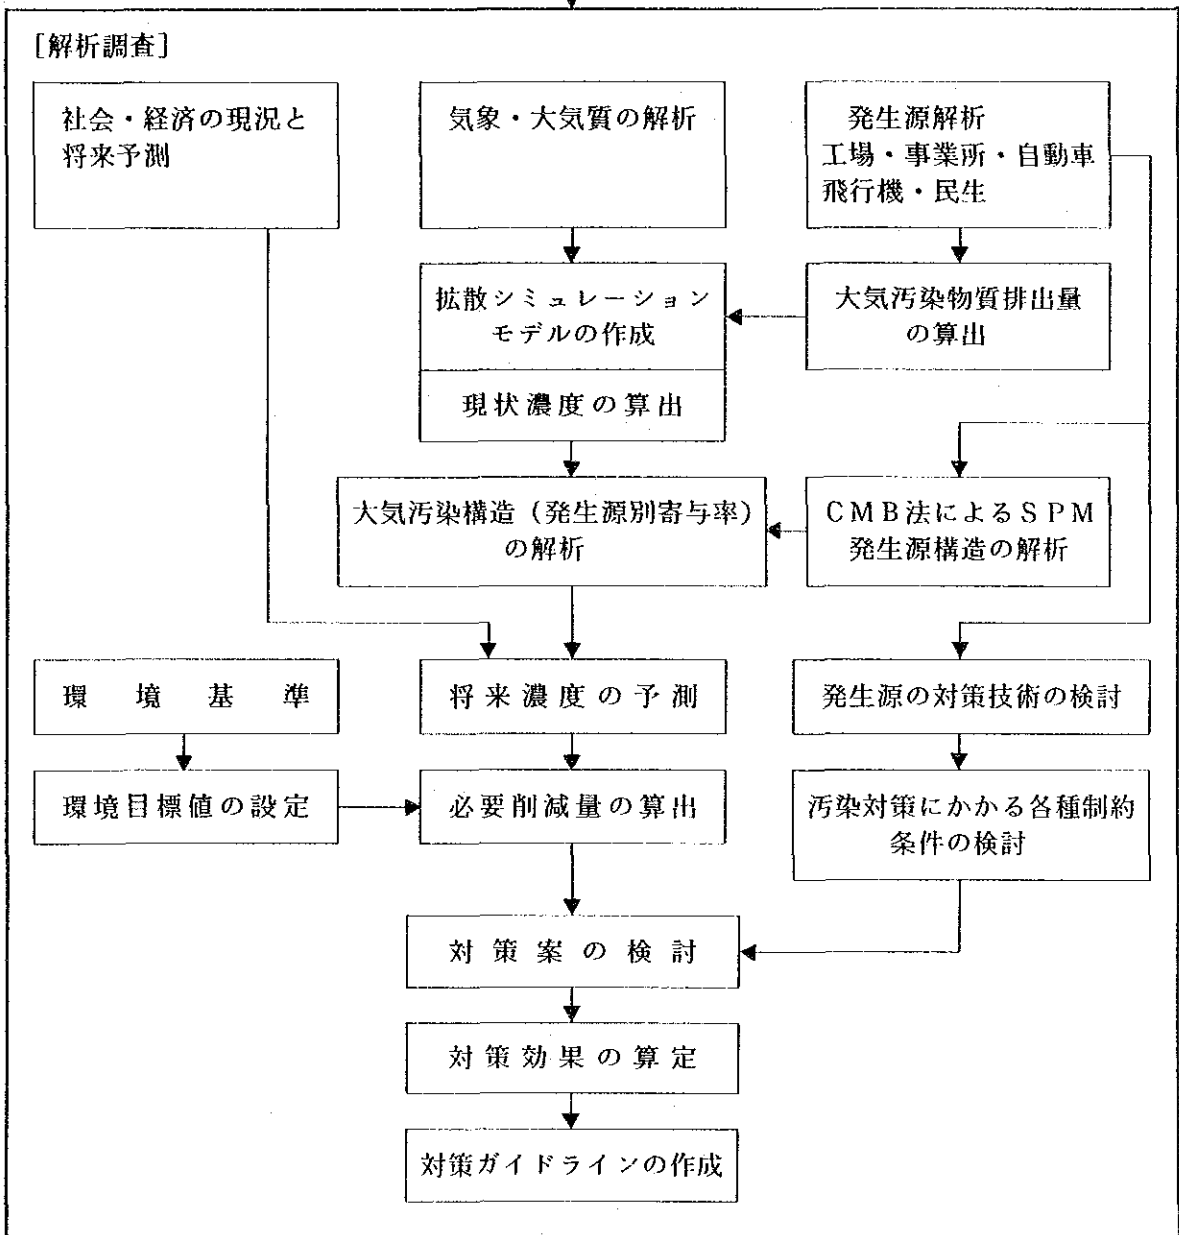 [解析調査]
社会・経済の現況と
将来予測
気象・大気質の解析
発生源解析
工場・事業所・自動車
飛行機・民生
拡散シミュレーション
モデルの作成
大気汚染物質排出量
の算出
現状濃度の算出
大気汚染構造(発生源別寄与率)
の解析
CMB法によるSPM
発生源構造の解析
環境基準
将来濃度の予測
発生源の対策技術の検討
環境目標値の設定
必要削減量の算出
汚染対策にかかる各種制約
条件の検討
対策案の検討
対策効果の算定
対策ガイドラインの作成